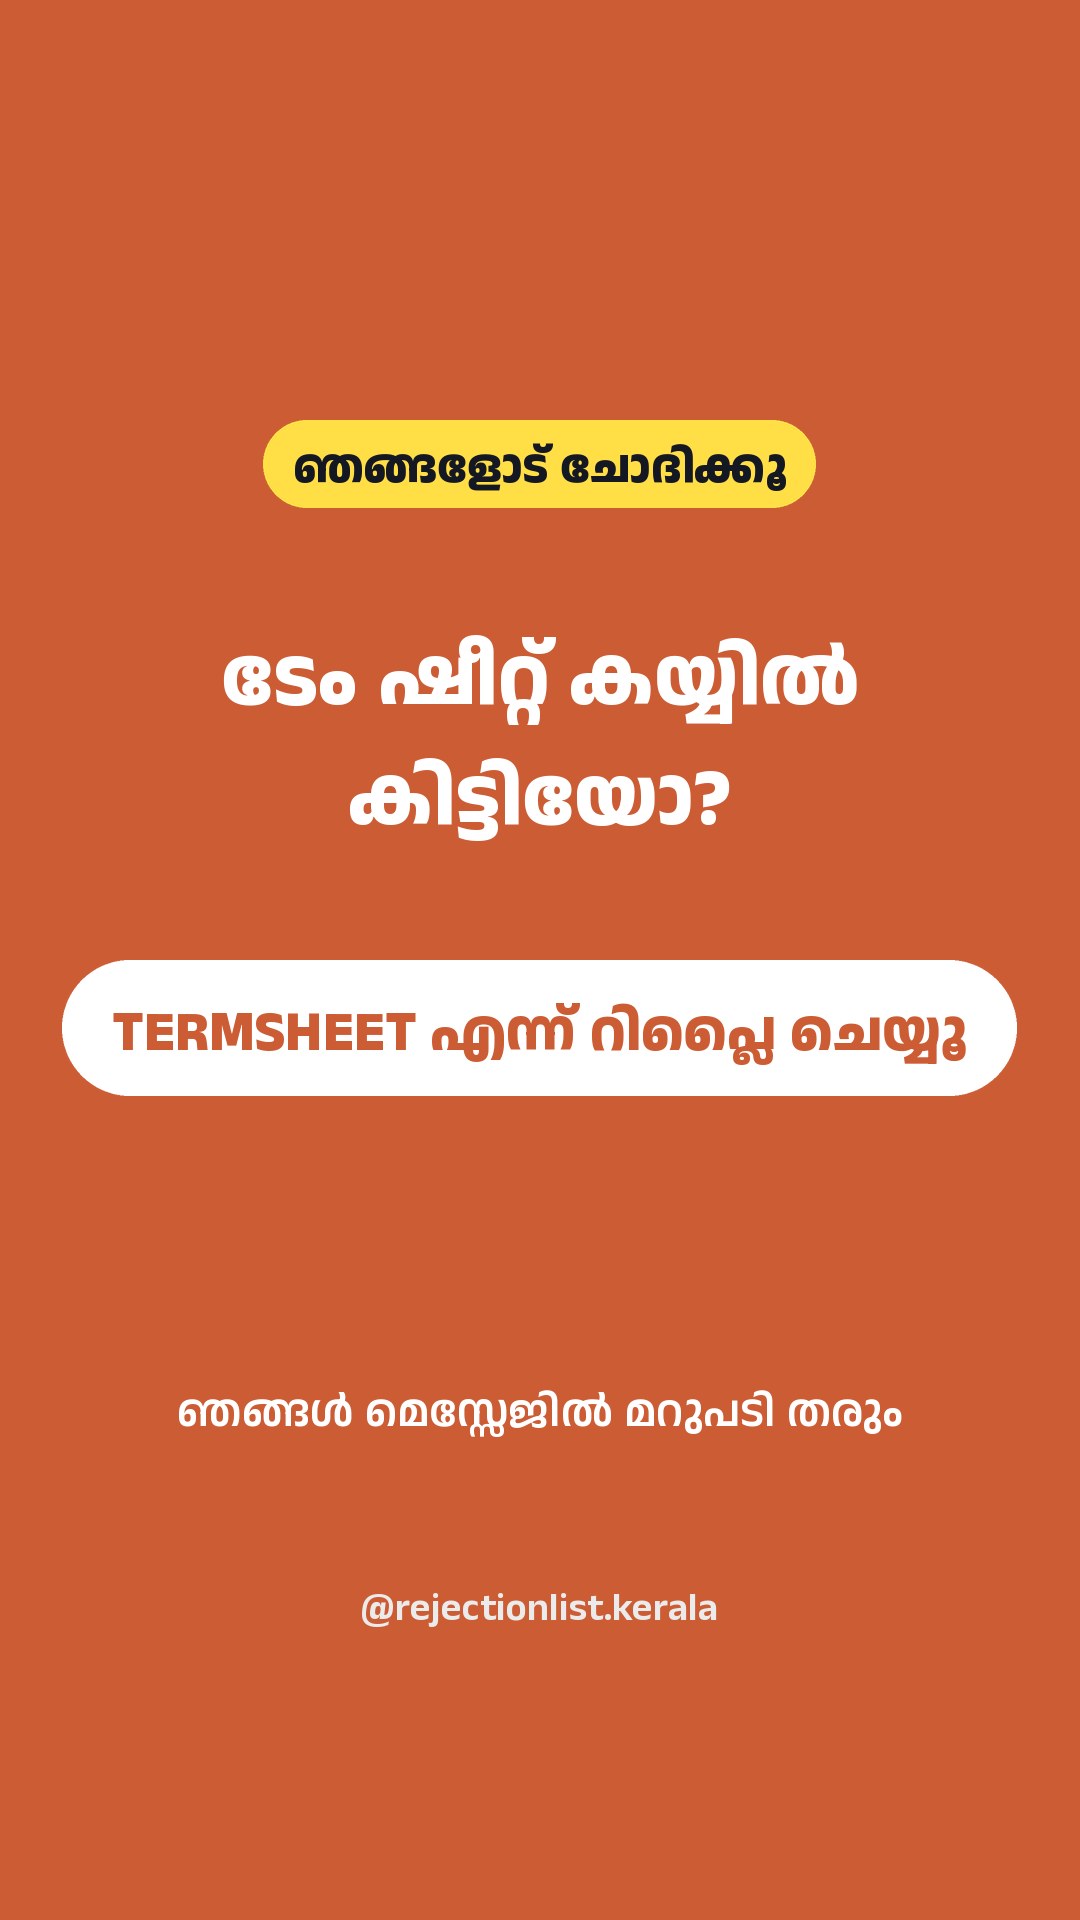 ഞങ്ങളോട് ചോദിക്കൂ
ടേം ഷീറ്റ് കയ്യിൽ
കിട്ടിയോ?
TERMSHEET എന്ന് റിപ്ലൈ ചെയ്യൂ
ഞങ്ങൾ മെസ്സേജിൽ മറുപടി തരും
@rejectionlist.kerala